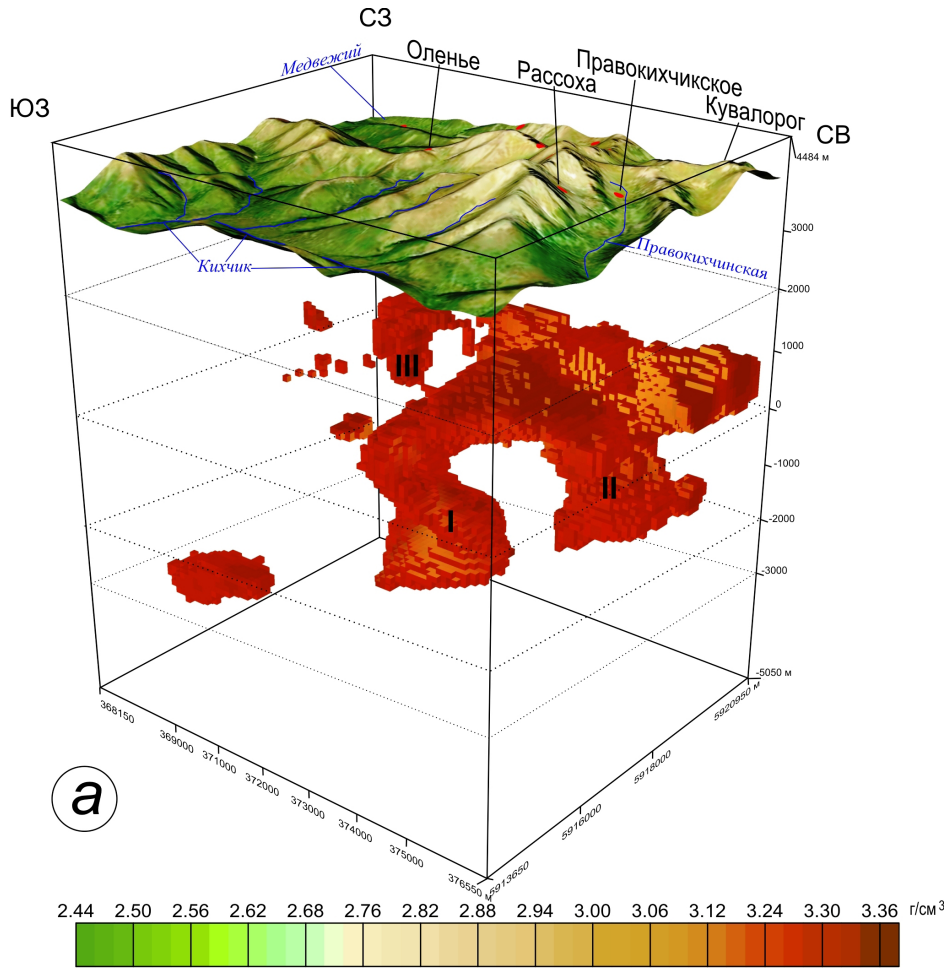 СЗ
Оленье
Медвежий
Рассоха
Правокихчикское
Кувалорог
ЮЗ
СВ
4484 м
3000
Правокихчинская
Кихчик
2000
1000
III
0
-1000
II
I
-2000
-3000
-5050 м
5920950 м
368150
369000
371000
372000
373000
374000
375000
376550 м
5918000
5916000
5913650
а
2.44 2.50 2.56 2.62 2.68 2.76 2.82 2.88 2.94 3.00 3.06 3.12 3.24 3.30 3.36 г/см³